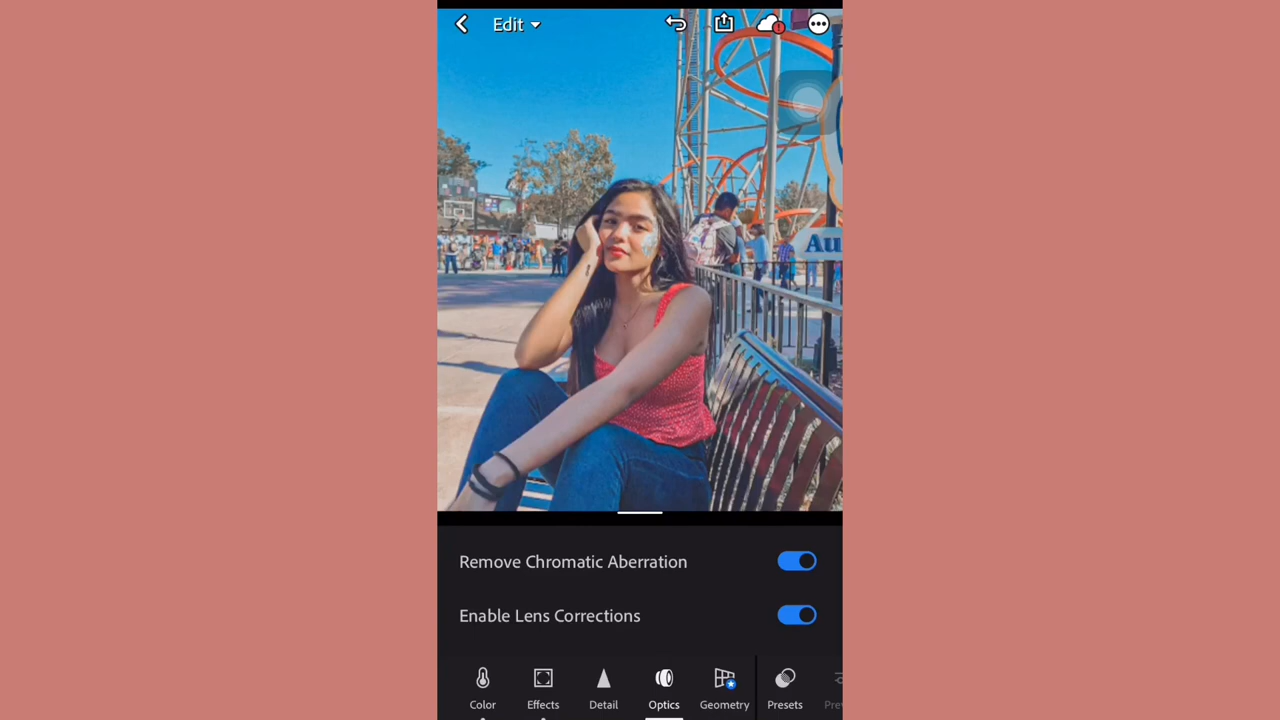 Edit
Au
Remove Chromatic Aberration
Enable Lens Corrections
Color Effects Detail Optics Geometry Presets